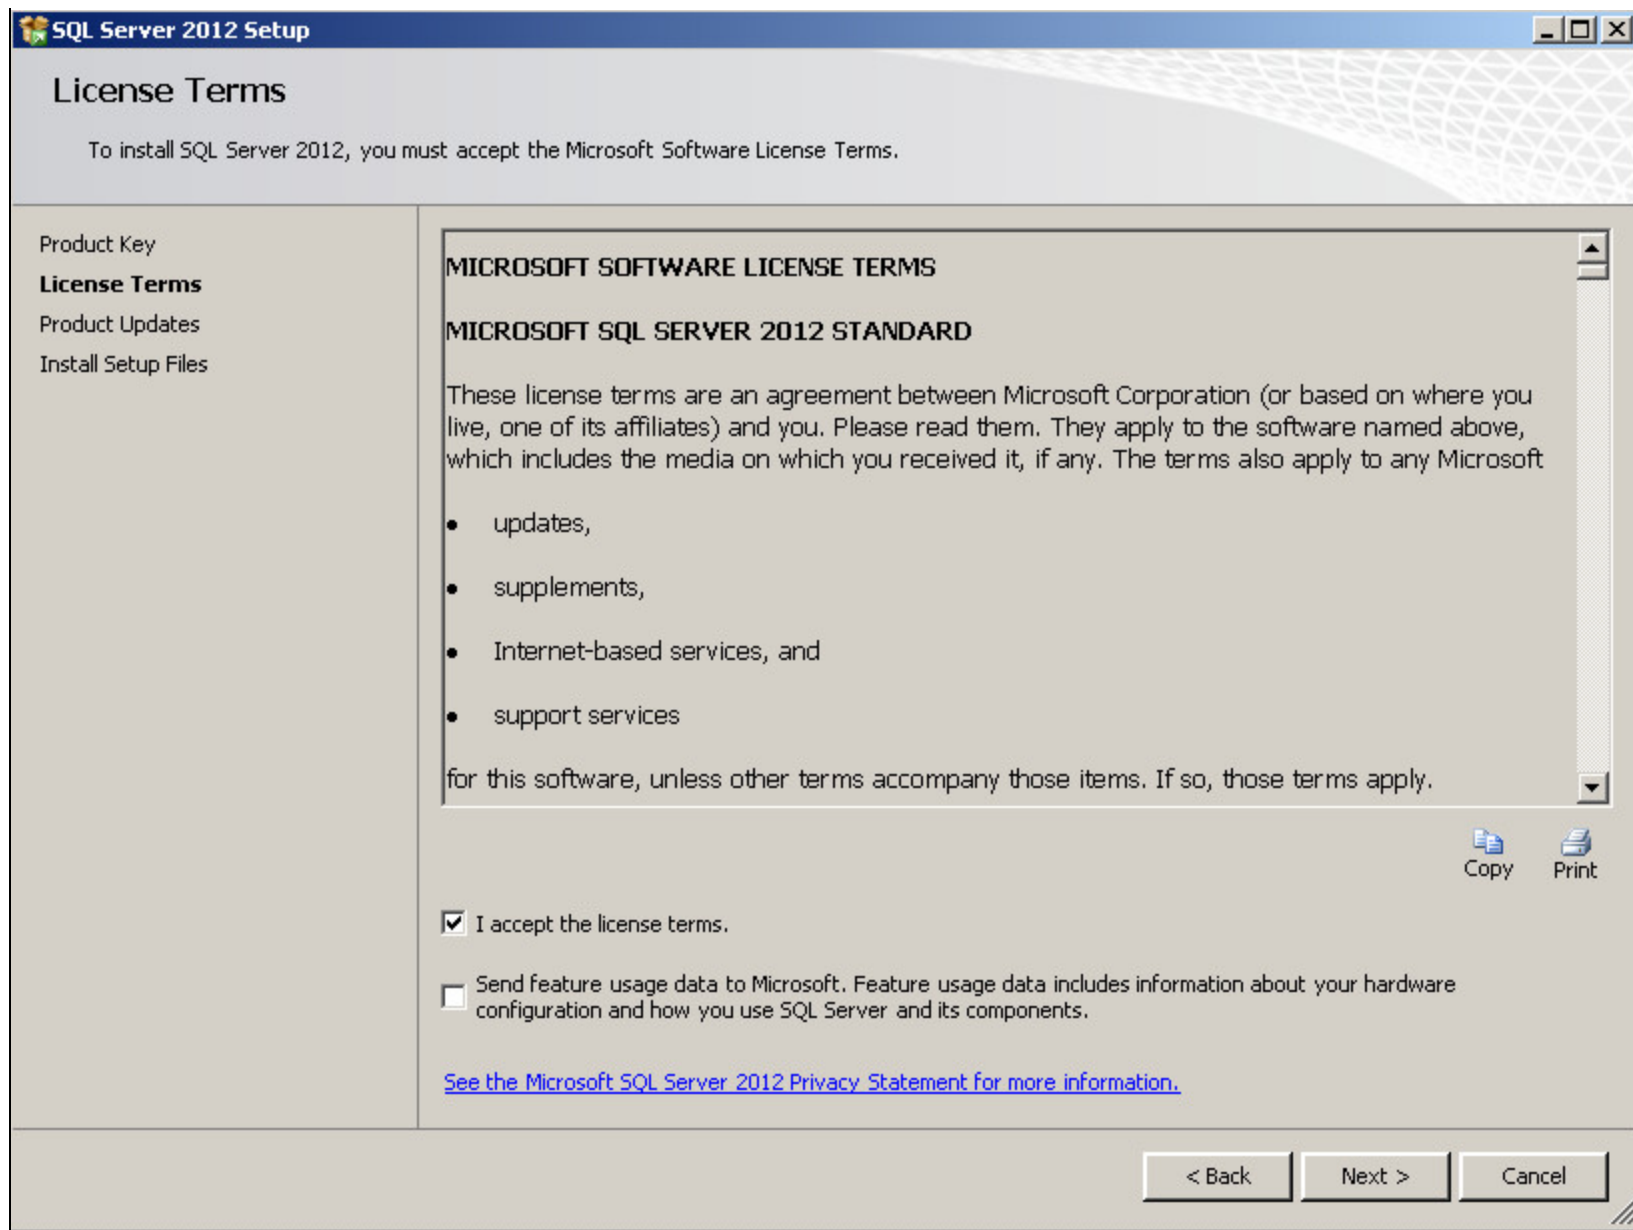 SQL Server 2012 Setup
License Terms
To install SQL Server 2012, you must accept the Microsoft Software License Terms.
Product Key
License Terms
Product Updates
Install Setup Files
MICROSOFT SOFTWARE LICENSE TERMS
MICROSOFT SQL SERVER 2012 STANDARD
These license terms are an agreement between Microsoft Corporation (or based on where you
live, one of its affiliates) and you. Please read them. They apply to the software named above,
which includes the media on which you received it, if any. The terms also apply to any Microsoft
• updates,
• supplements,
• Internet-based services, and
• support services
for this software, unless other terms accompany those items. If so, those terms apply.
Copy Print
I accept the license terms.
Send feature usage data to Microsoft. Feature usage data includes information about your hardware
configuration and how you use SQL Server and its components.
See the Microsoft SQL Server 2012 Privacy Statement for more information.
< Back Next > Cancel